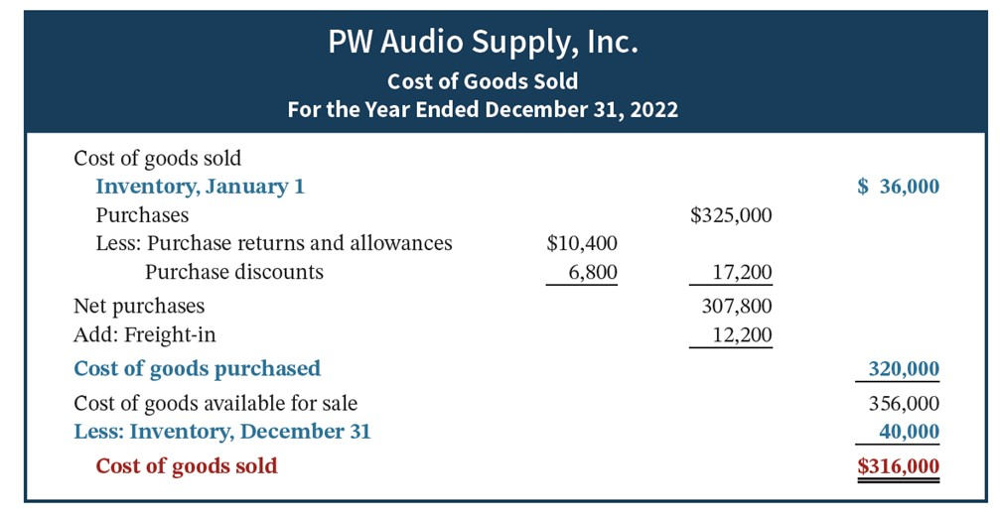 PW Audio Supply, Inc.
Cost of Goods Sold
For the Year Ended December 31, 2022
Cost of goods sold
Inventory, January 1 $ 36,000
Purchases $325,000
Less: Purchase returns and allowances $10,400
Purchase discounts 6,800 17,200
Net purchases 307,800
Add: Freight-in 12,200
Cost of goods purchased 320,000
Cost of goods available for sale 356,000
Less: Inventory, December 31 40,000
Cost of goods sold $316,000